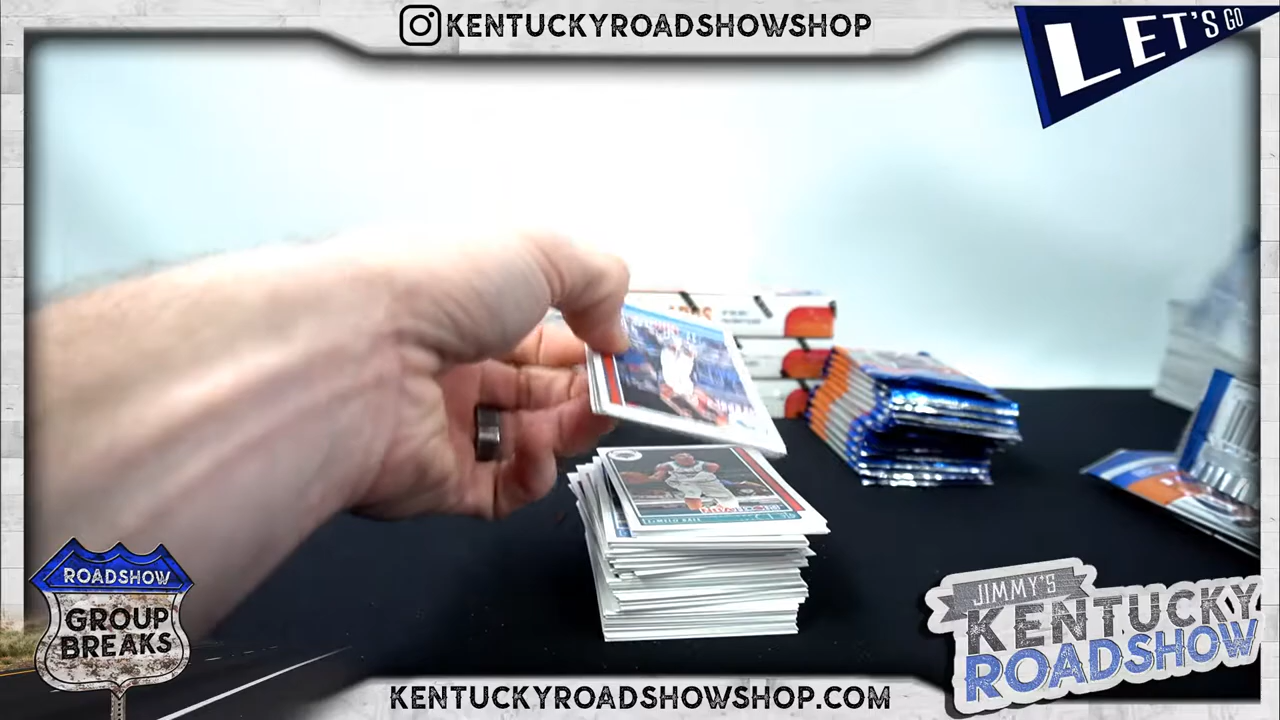 KENTUCKYROADSHOWSHOP
LET'S GO
ROADSHOW
GROUP
BREAKS
JIMMY'S
KENTUCKY
ROADSHOW
KENTUCKYROADSHOWSHOP.COM